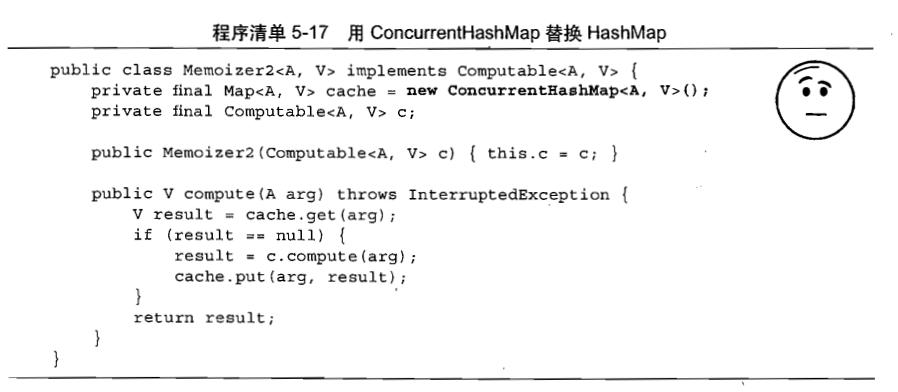 程序清单 5-17 用 ConcurrentHashMap 替换 HashMap
public class Memoizer2<A, V> implements Computable<A, V> {
    private final Map<A, V> cache = new ConcurrentHashMap<A, V>();
    private final Computable<A, V> c;

    public Memoizer2(Computable<A, V> c) { this.c = c; }

    public V compute(A arg) throws InterruptedException {
        V result = cache.get(arg);
        if (result == null) {
            result = c.compute(arg);
            cache.put(arg, result);
        }
        return result;
    }
}